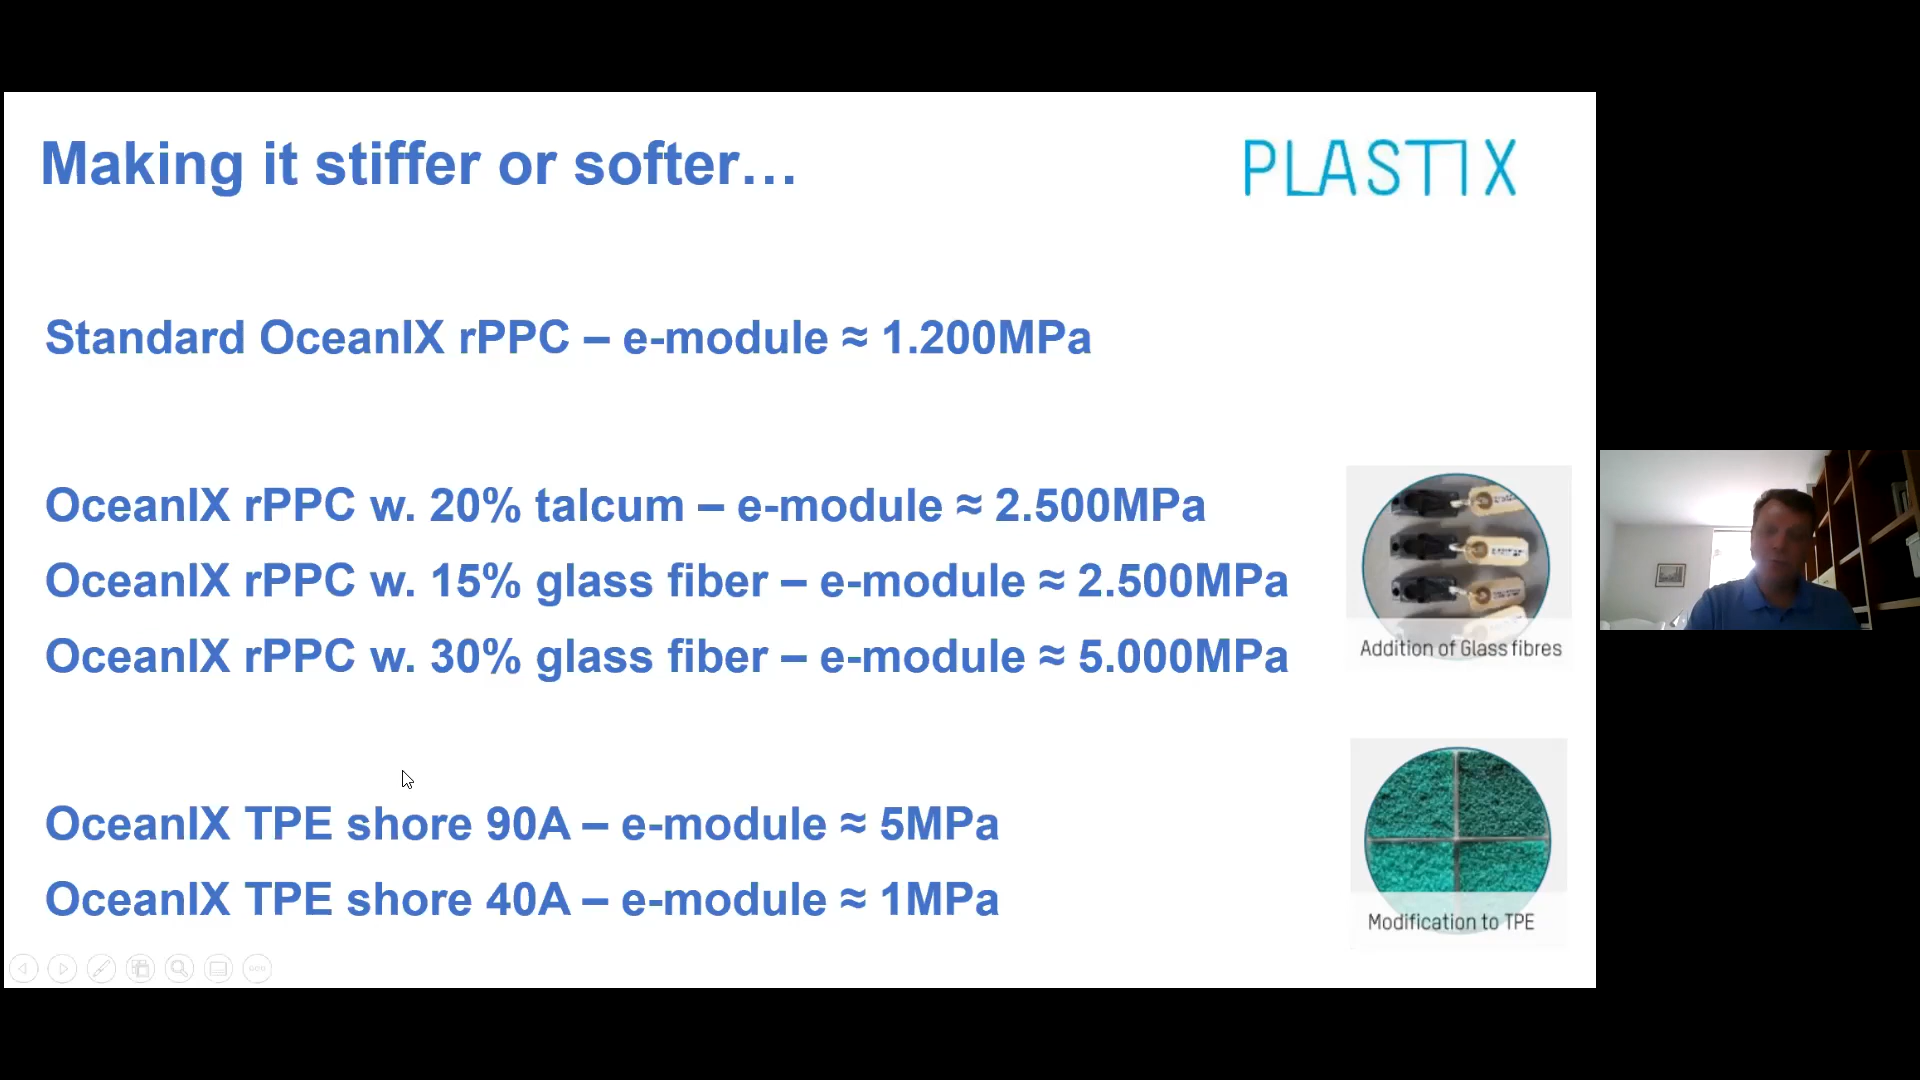 Making it stiffer or softer…
PLASTIX
Standard OceanIX rPPC – e-module ≈ 1.200MPa
OceanIX rPPC w. 20% talcum – e-module ≈ 2.500MPa
OceanIX rPPC w. 15% glass fiber – e-module ≈ 2.500MPa
OceanIX rPPC w. 30% glass fiber – e-module ≈ 5.000MPa
Addition of Glass fibres
OceanIX TPE shore 90A – e-module ≈ 5MPa
OceanIX TPE shore 40A – e-module ≈ 1MPa
Modification to TPE